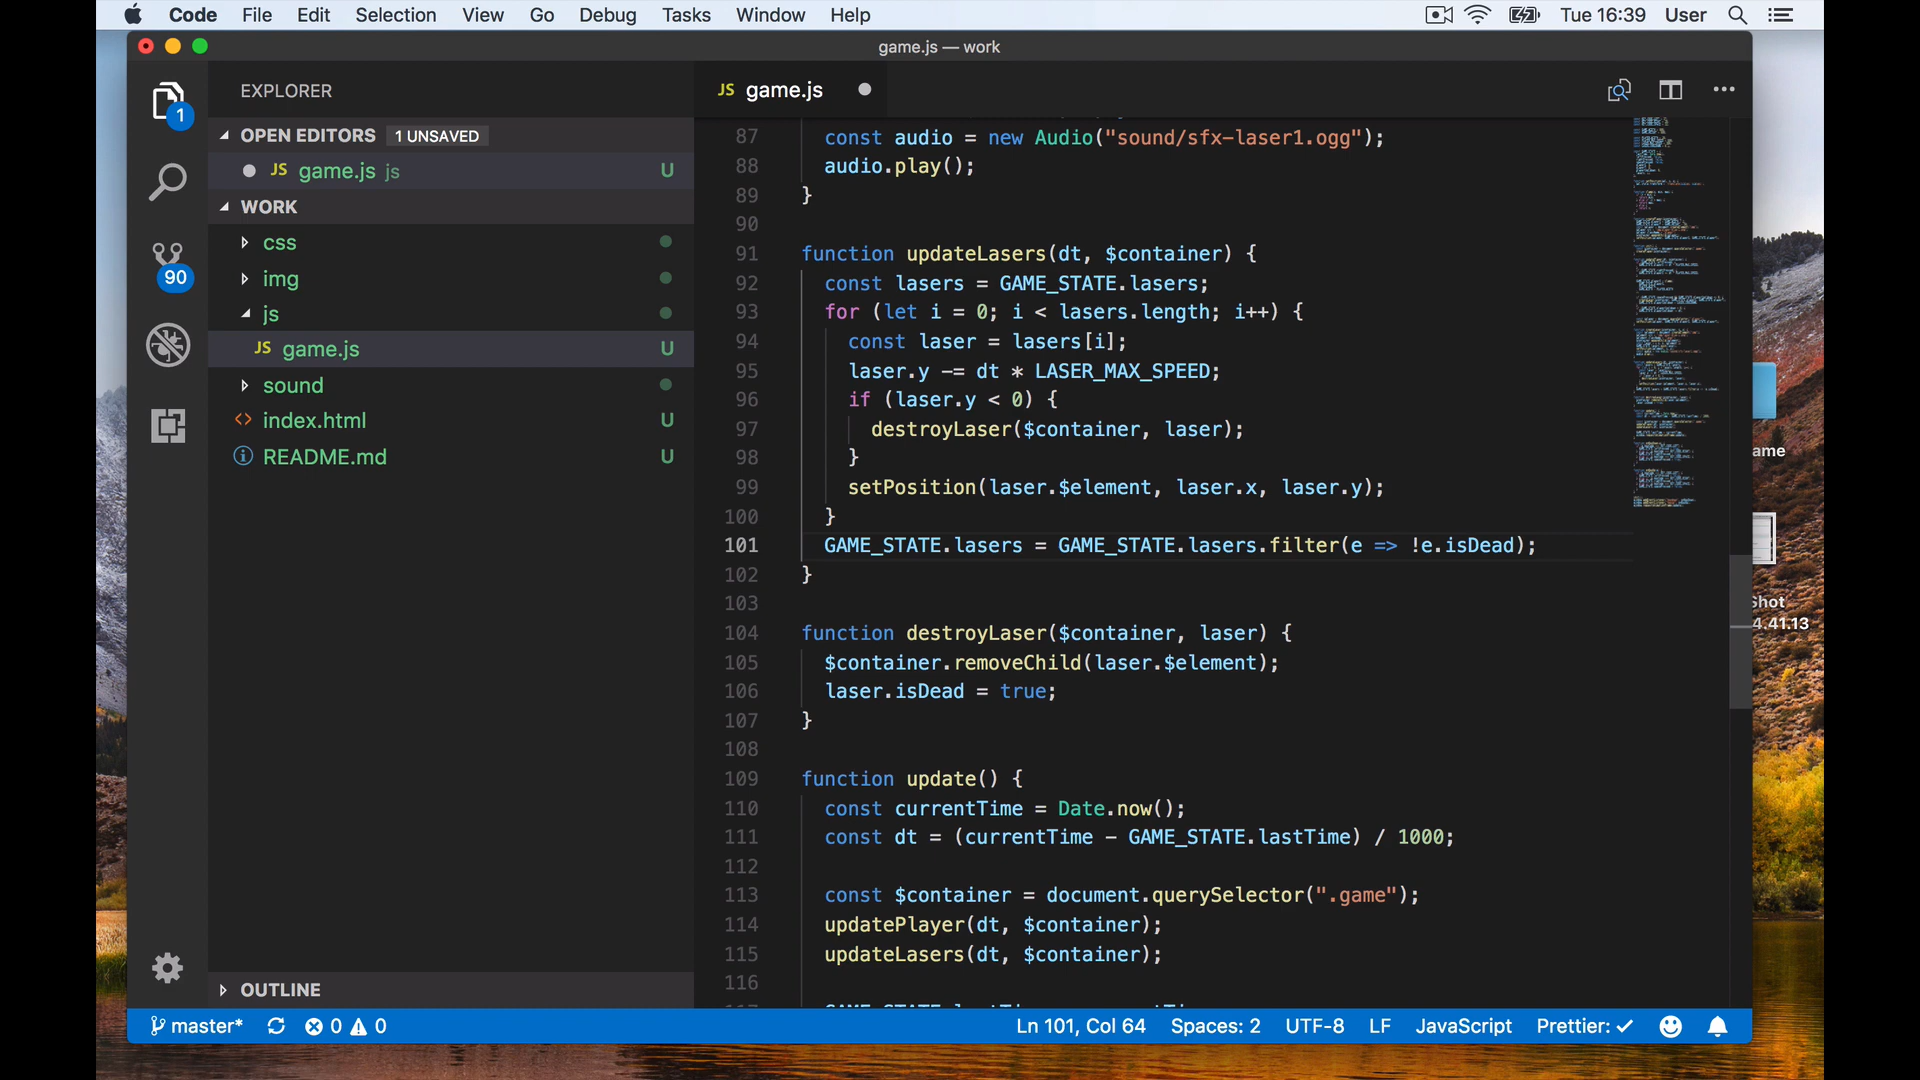 Code File Edit Selection View Go Debug Tasks Window Help Tue 16:39 User
game.js — work
EXPLORER
JS game.js
OPEN EDITORS 1 UNSAVED
JS game.js js U
WORK
css
img
js
JS game.js U
sound
index.html U
README.md U
OUTLINE
1
90
87 const audio = new Audio("sound/sfx-laser1.ogg");
88 audio.play();
89 }
90
91 function updateLasers(dt, $container) {
92 const lasers = GAME_STATE.lasers;
93 for (let i = 0; i < lasers.length; i++) {
94 const laser = lasers[i];
95 laser.y -= dt * LASER_MAX_SPEED;
96 if (laser.y < 0) {
97 destroyLaser($container, laser);
98 }
99 setPosition(laser.$element, laser.x, laser.y);
100 }
101 GAME_STATE.lasers = GAME_STATE.lasers.filter(e => !e.isDead);
102 }
103
104 function destroyLaser($container, laser) {
105 $container.removeChild(laser.$element);
106 laser.isDead = true;
107 }
108
109 function update() {
110 const currentTime = Date.now();
111 const dt = (currentTime - GAME_STATE.lastTime) / 1000;
112
113 const $container = document.querySelector(".game");
114 updatePlayer(dt, $container);
115 updateLasers(dt, $container);
116
ame
Shot
4.41.13
master* 0 0 Ln 101, Col 64 Spaces: 2 UTF-8 LF JavaScript Prettier: ✓